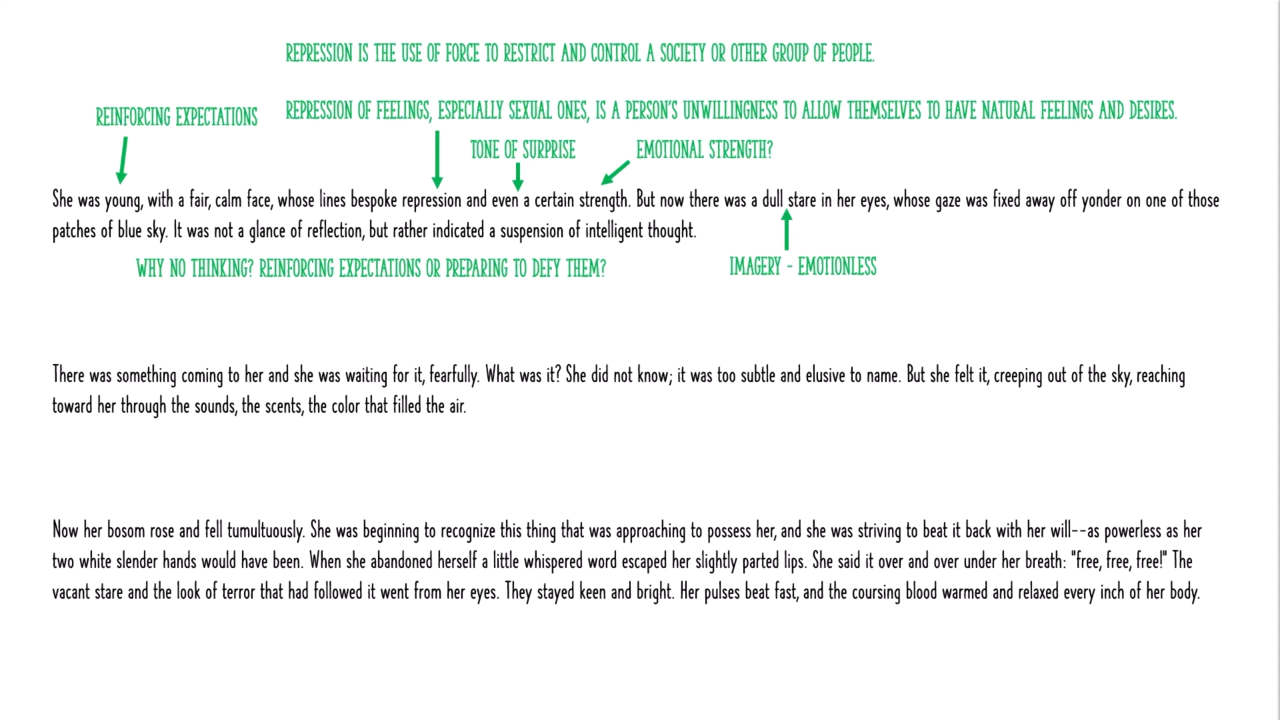 REPRESSION IS THE USE OF FORCE TO RESTRICT AND CONTROL A SOCIETY OR OTHER GROUP OF PEOPLE.
REINFORCING EXPECTATIONS
REPRESSION OF FEELINGS, ESPECIALLY SEXUAL ONES, IS A PERSON'S UNWILLINGNESS TO ALLOW THEMSELVES TO HAVE NATURAL FEELINGS AND DESIRES.
TONE OF SURPRISE
EMOTIONAL STRENGTH?
She was young, with a fair, calm face, whose lines bespoke repression and even a certain strength. But now there was a dull stare in her eyes, whose gaze was fixed away off yonder on one of those
patches of blue sky. It was not a glance of reflection, but rather indicated a suspension of intelligent thought.
WHY NO THINKING? REINFORCING EXPECTATIONS OR PREPARING TO DEFY THEM?
IMAGERY - EMOTIONLESS
There was something coming to her and she was waiting for it, fearfully. What was it? She did not know; it was too subtle and elusive to name. But she felt it, creeping out of the sky, reaching
toward her through the sounds, the scents, the color that filled the air.
Now her bosom rose and fell tumultuously. She was beginning to recognize this thing that was approaching to possess her, and she was striving to beat it back with her will--as powerless as her
two white slender hands would have been. When she abandoned herself a little whispered word escaped her slightly parted lips. She said it over and over under her breath: "free, free, free!" The
vacant stare and the look of terror that had followed it went from her eyes. They stayed keen and bright. Her pulses beat fast, and the coursing blood warmed and relaxed every inch of her body.